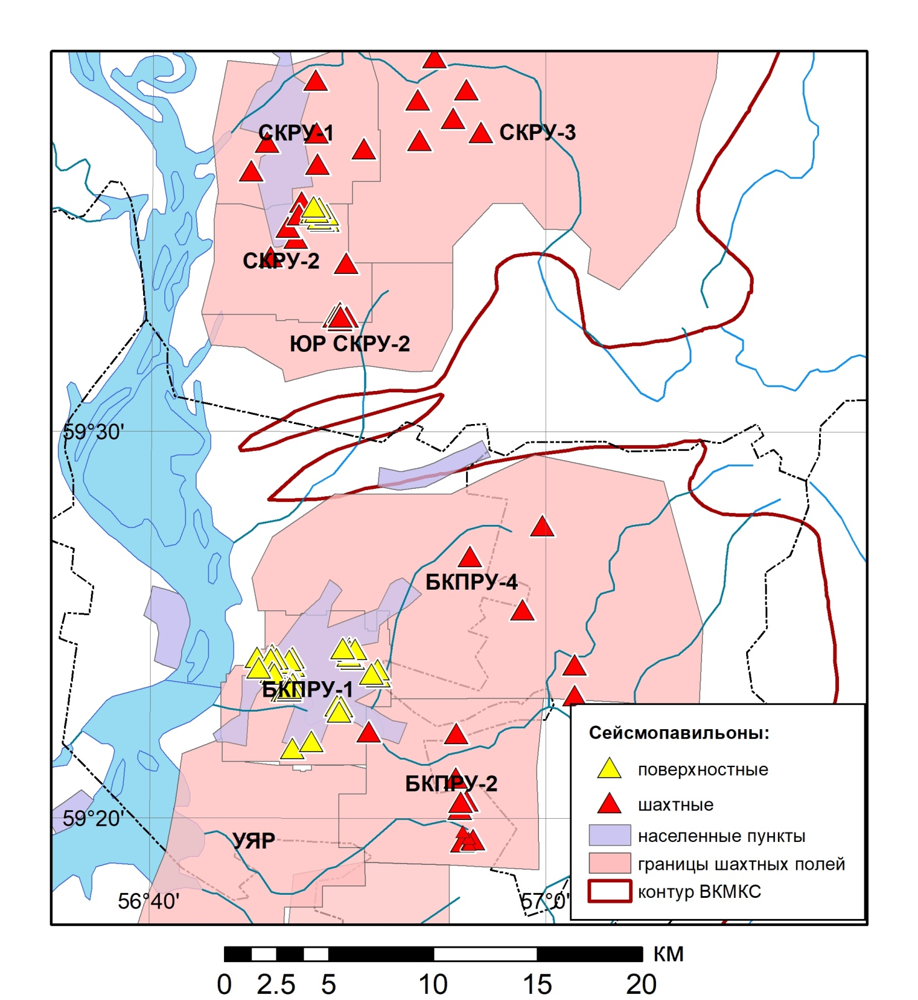 СКРУ-1
СКРУ-3
СКРУ-2
ЮР СКРУ-2
59°30'
БКПРУ-4
БКПРУ-1
БКПРУ-2
59°20'
УЯР
56°40'
57°0'
Сейсмопавильоны:
поверхностные
шахтные
населенные пункты
границы шахтных полей
контур ВКМКС
км
0 2.5 5 10 15 20